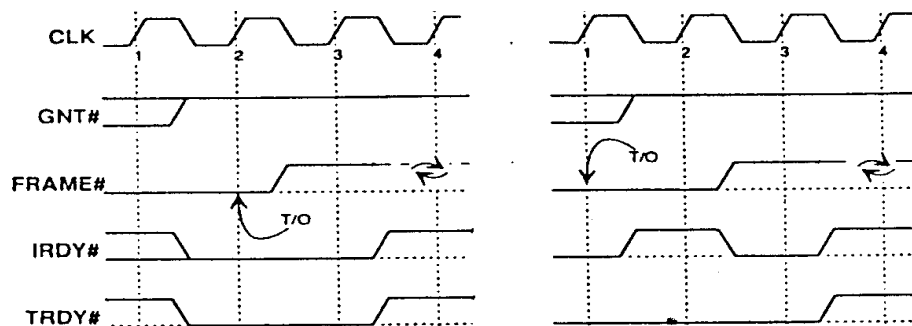 CLK
1 2 3 4 1 2 3 4
GNT#
T/O
FRAME#
T/O
IRDY#
TRDY#